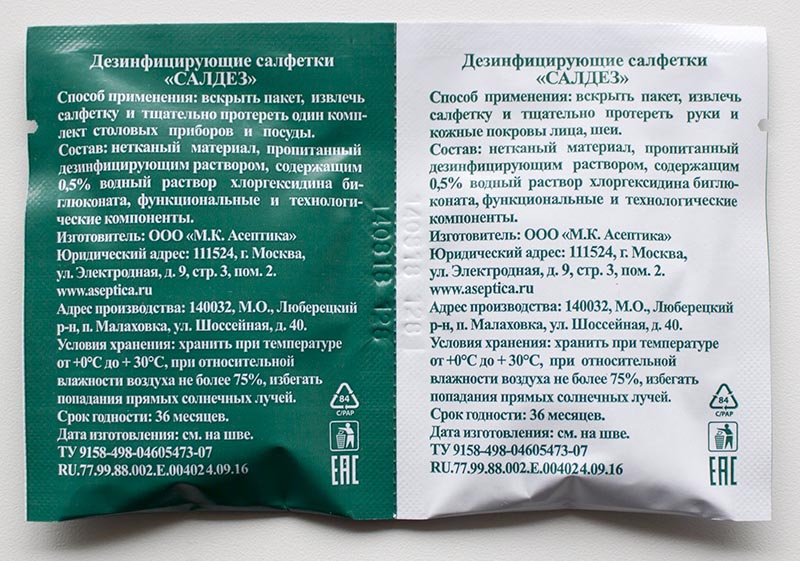 Дезинфицирующие салфетки
«САЛДЕЗ»
Способ применения: вскрыть пакет, извлечь
салфетку и тщательно протереть один комп-
лект столовых приборов и посуды.
Состав: нетканый материал, пропитанный
дезинфицирующим раствором, содержащим
0,5% водный раствор хлоргексидина би-
глюконата, функциональные и технологи-
ческие компоненты.
Изготовитель: ООО «М.К. Асептика»
Юридический адрес: 111524, г. Москва,
ул. Электродная, д. 9, стр. 3, пом. 2.
www.aseptica.ru
Адрес производства: 140032, М.О., Люберецкий
р-н, п. Малаховка, ул. Шоссейная, д. 40.
Условия хранения: хранить при температуре
от +0°С до + 30°С, при относительной
влажности воздуха не более 75%, избегать
попадания прямых солнечных лучей.
Срок годности: 36 месяцев.
Дата изготовления: см. на шве.
ТУ 9158-498-04605473-07
RU.77.99.88.002.Е.004024.09.16
84
C/PAP
EAC
Дезинфицирующие салфетки
«САЛДЕЗ»
Способ применения: вскрыть пакет, извлечь
салфетку и тщательно протереть руки и
кожные покровы лица, шеи.
Состав: нетканый материал, пропитанный
дезинфицирующим раствором, содержащим
0,5% водный раствор хлоргексидина биглю-
коната, функциональные и технологические
компоненты.
Изготовитель: ООО «М.К. Асептика»
Юридический адрес: 111524, г. Москва,
ул. Электродная, д. 9, стр. 3, пом. 2.
www.aseptica.ru
Адрес производства: 140032, М.О., Люберецкий
р-н, п. Малаховка, ул. Шоссейная, д. 40.
Условия хранения: хранить при температуре
от +0°С до + 30°С, при относительной
влажности воздуха не более 75%, избегать
попадания прямых солнечных лучей.
Срок годности: 36 месяцев.
Дата изготовления: см. на шве.
ТУ 9158-498-04605473-07
RU.77.99.88.002.Е.004024.09.16
84
C/PAP
EAC